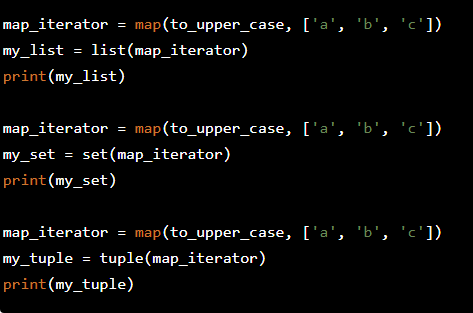 map_iterator = map(to_upper_case, ['a', 'b', 'c'])
my_list = list(map_iterator)
print(my_list)

map_iterator = map(to_upper_case, ['a', 'b', 'c'])
my_set = set(map_iterator)
print(my_set)

map_iterator = map(to_upper_case, ['a', 'b', 'c'])
my_tuple = tuple(map_iterator)
print(my_tuple)